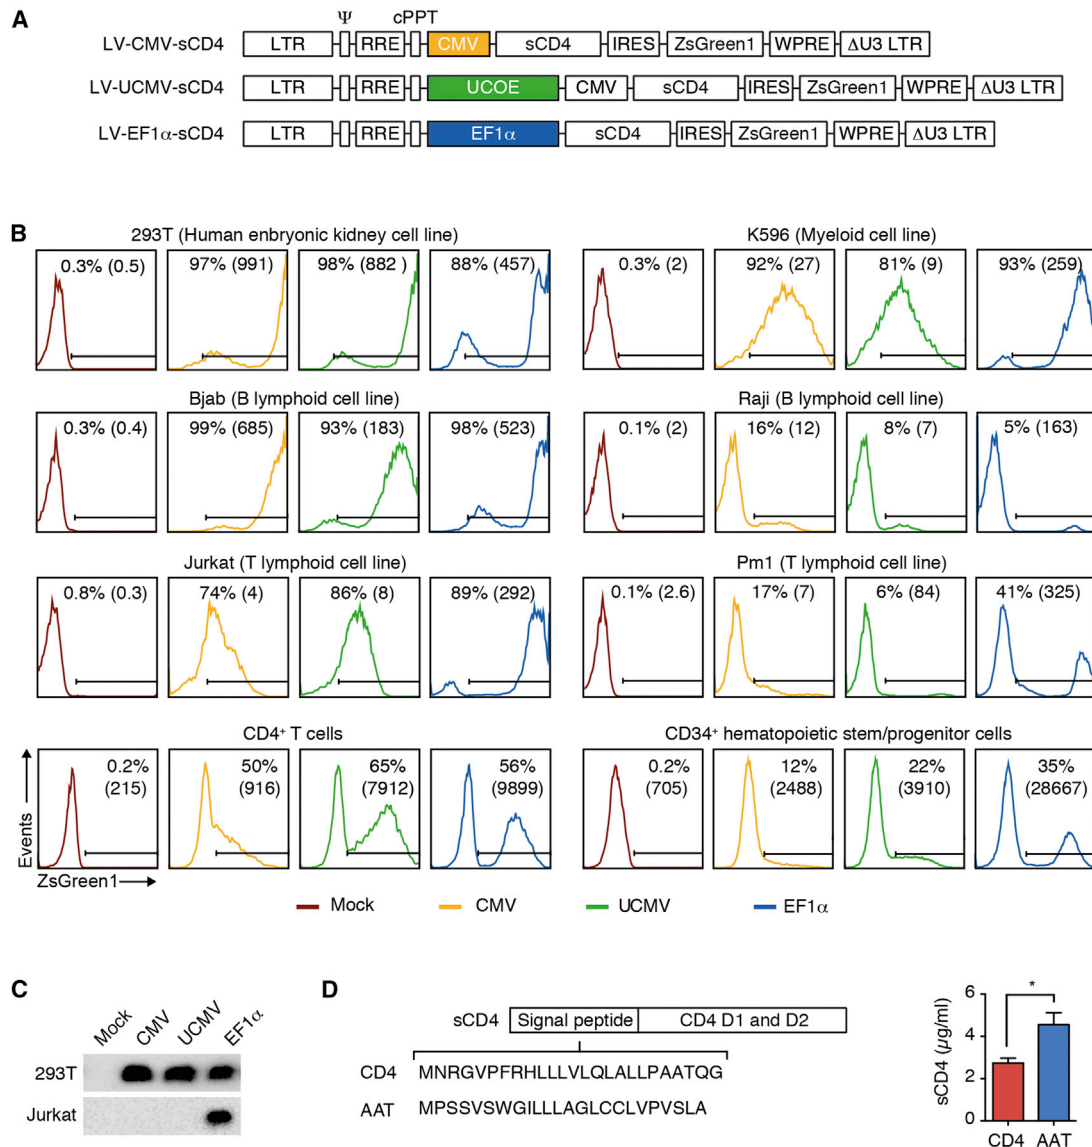 A
Ψ cPPT
LV-CMV-sCD4 LTR RRE CMV sCD4 IRES ZsGreen1 WPRE ΔU3 LTR
LV-UCMV-sCD4 LTR RRE UCOE CMV sCD4 IRES ZsGreen1 WPRE ΔU3 LTR
LV-EF1α-sCD4 LTR RRE EF1α sCD4 IRES ZsGreen1 WPRE ΔU3 LTR
B
293T (Human enbryonic kidney cell line)
0.3% (0.5) 97% (991) 98% (882 ) 88% (457)
K596 (Myeloid cell line)
0.3% (2) 92% (27) 81% (9) 93% (259)
Bjab (B lymphoid cell line)
0.3% (0.4) 99% (685) 93% (183) 98% (523)
Raji (B lymphoid cell line)
0.1% (2) 16% (12) 8% (7) 5% (163)
Jurkat (T lymphoid cell line)
0.8% (0.3) 74% (4) 86% (8) 89% (292)
Pm1 (T lymphoid cell line)
0.1% (2.6) 17% (7) 6% (84) 41% (325)
CD4+ T cells
0.2% 50% 65% 56%
(215) (916) (7912) (9899)
CD34+ hematopoietic stem/progenitor cells
0.2% 12% 22% 35%
(705) (2488) (3910) (28667)
Events
ZsGreen1
Mock CMV UCMV EF1α
C
Mock CMV UCMV EF1α
293T
Jurkat
D
sCD4 Signal peptide CD4 D1 and D2
CD4 MNRGVPFRHLLLVLQLALLPAATQG
AAT MPSSVSWGILLLAGLCCLVPVSLA
sCD4 (µg/ml)
6
4
2
0
*
CD4 AAT